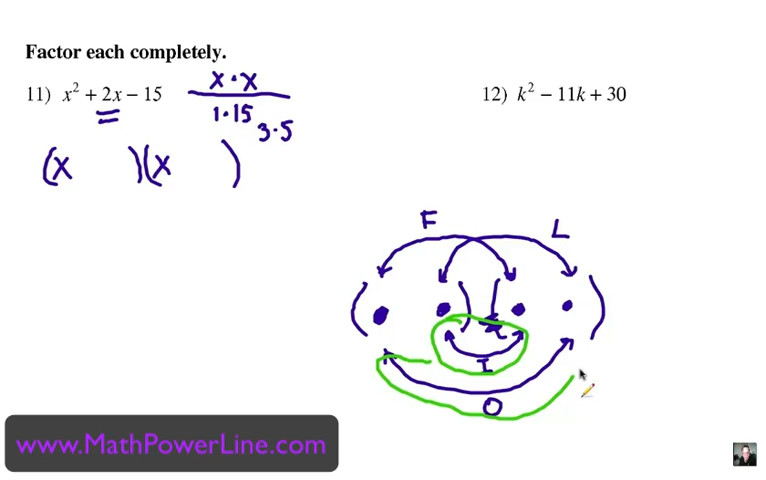 Factor each completely.
11) x² + 2x − 15
x · x
1 · 15
3 · 5
(x )(x )
12) k² − 11k + 30
F
L
I
O
www.MathPowerLine.com